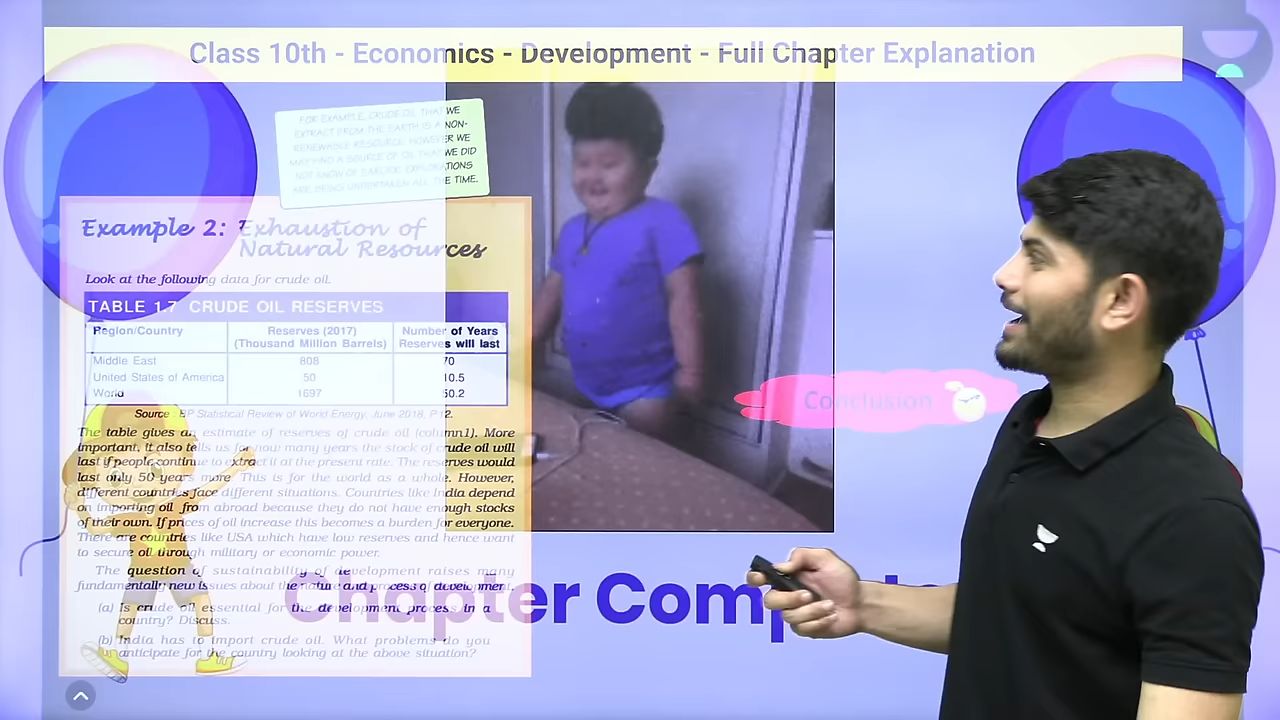 Class 10th - Economics - Development - Full Chapter Explanation
FOR EXAMPLE, CRUDE OIL THAT WE
EXTRACT FROM THE EARTH IS A NON-
RENEWABLE RESOURCE. HOWEVER WE
MAY FIND A SOURCE OF OIL THAT WE DID
NOT KNOW OF EARLIER. EXPLORATIONS
ARE BEING UNDERTAKEN ALL THE TIME.
Example 2: Exhaustion of
Natural Resources
Look at the following data for crude oil.
TABLE 1.7 CRUDE OIL RESERVES
Region/Country Reserves (2017) Number of Years
(Thousand Million Barrels) Reserves will last
Middle East 808 70
United States of America 50 10.5
World 1697 50.2
Source : BP Statistical Review of World Energy, June 2018, P 12.
The table gives an estimate of reserves of crude oil (column1). More
important, it also tells us for how many years the stock of crude oil will
last if people continue to extract it at the present rate. The reserves would
last only 50 years more. This is for the world as a whole. However,
different countries face different situations. Countries like India depend
on importing oil from abroad because they do not have enough stocks
of their own. If prices of oil increase this becomes a burden for everyone.
There are countries like USA which have low reserves and hence want
to secure oil through military or economic power.
The question of sustainability of development raises many
fundamentally new issues about the nature and process of development.
(a) Is crude oil essential for the development process in a
country? Discuss.
(b) India has to import crude oil. What problems do you
anticipate for the country looking at the above situation?
Conclusion
Chapter